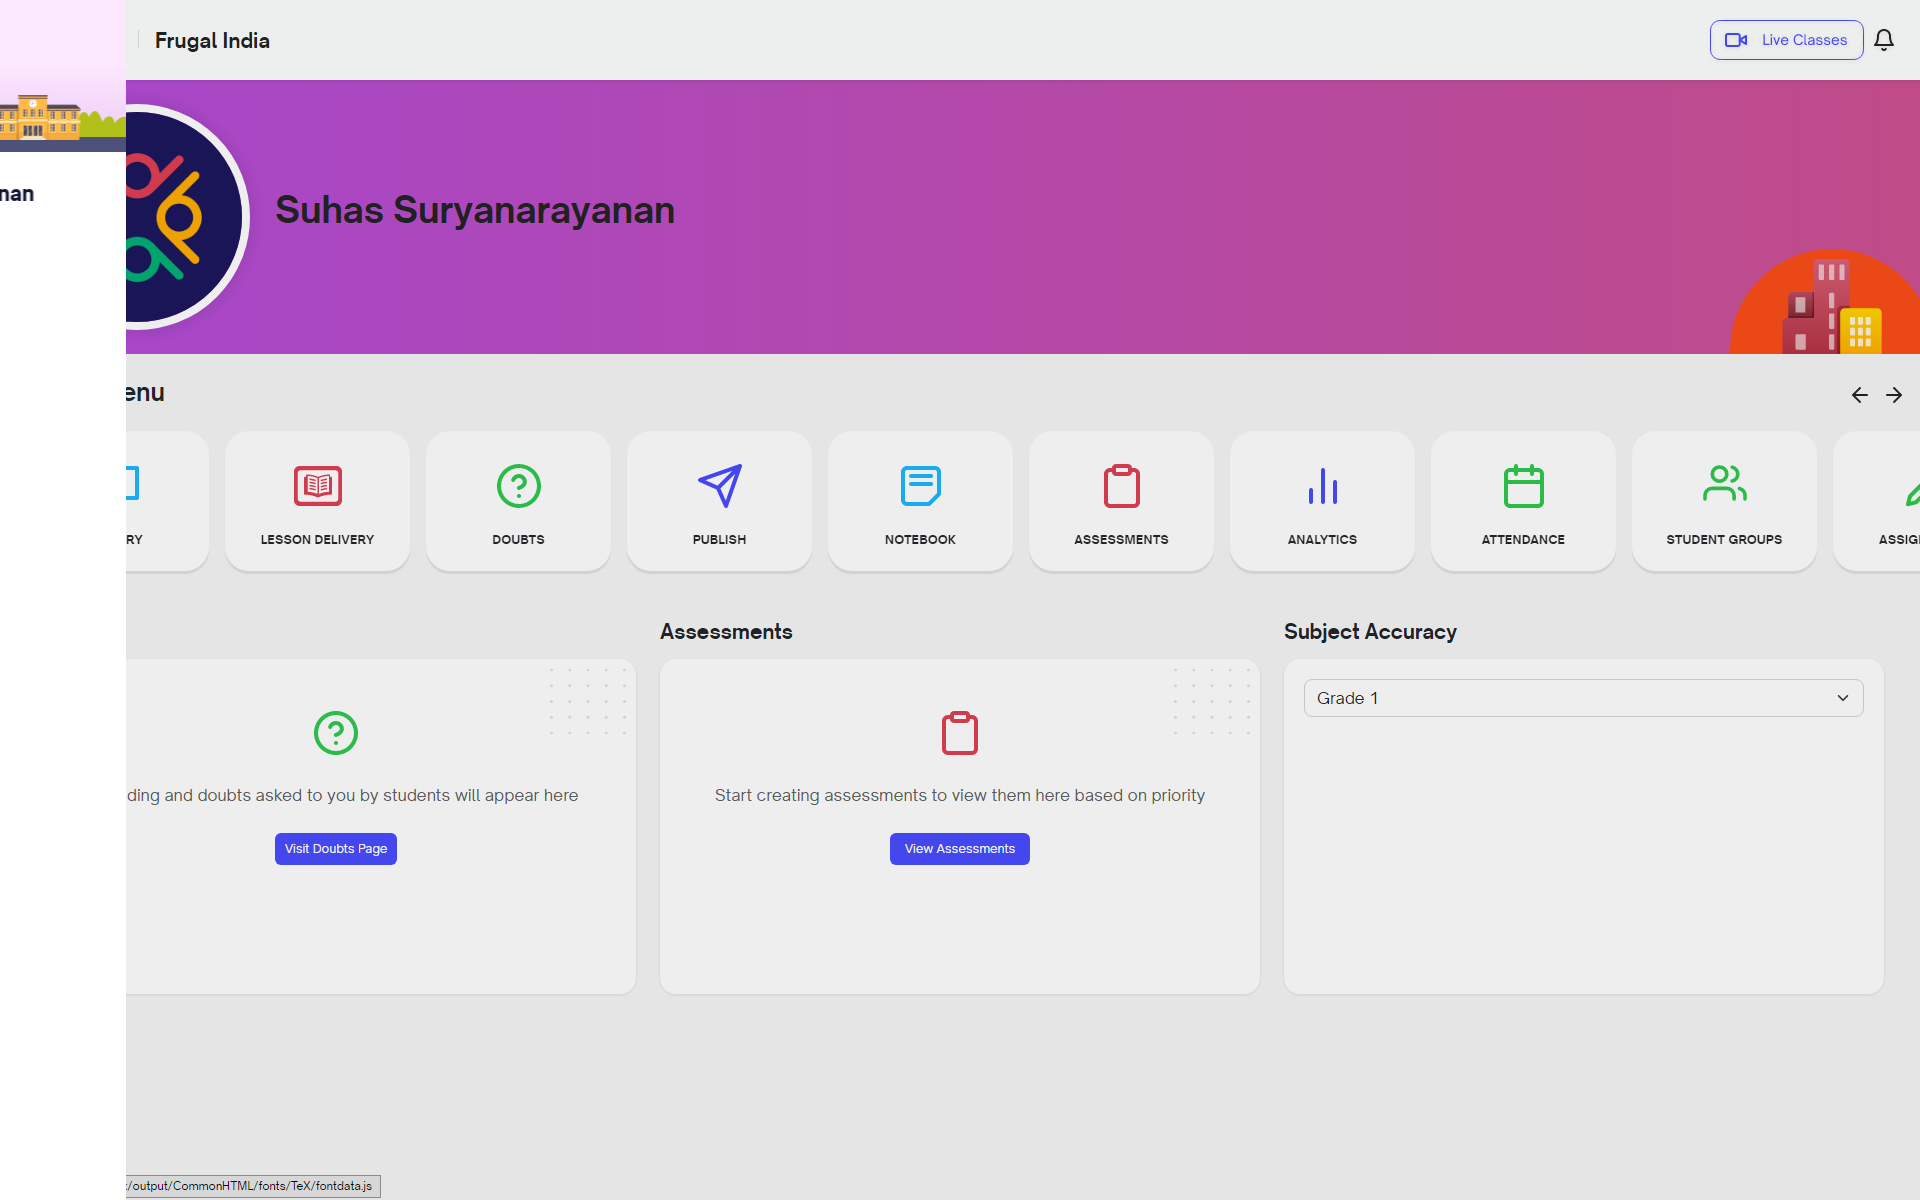 Frugal India
Live Classes
nan
Suhas Suryanarayanan
enu
RY
LESSON DELIVERY
DOUBTS
PUBLISH
NOTEBOOK
ASSESSMENTS
ANALYTICS
ATTENDANCE
STUDENT GROUPS
ASSIG
Assessments
Subject Accuracy
Grade 1
ding and doubts asked to you by students will appear here
Start creating assessments to view them here based on priority
Visit Doubts Page
View Assessments
:/output/CommonHTML/fonts/TeX/fontdata.js